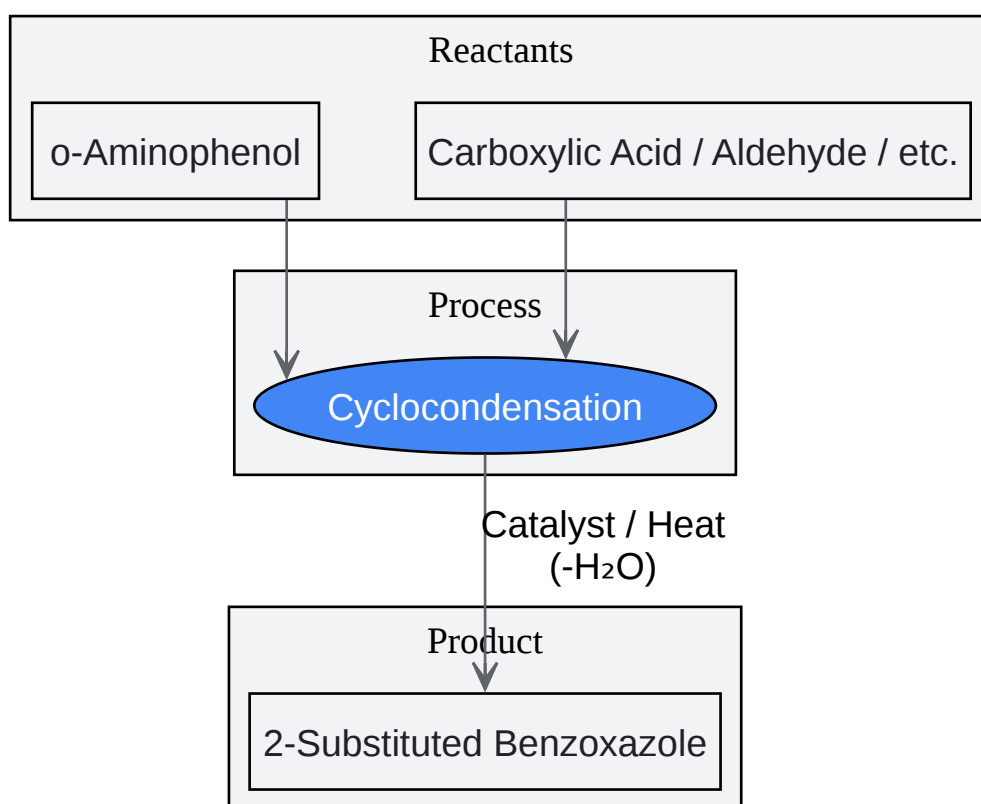 Reactants
o-Aminophenol
Carboxylic Acid / Aldehyde / etc.
Process
Cyclocondensation
Catalyst / Heat
(-H₂O)
Product
2-Substituted Benzoxazole